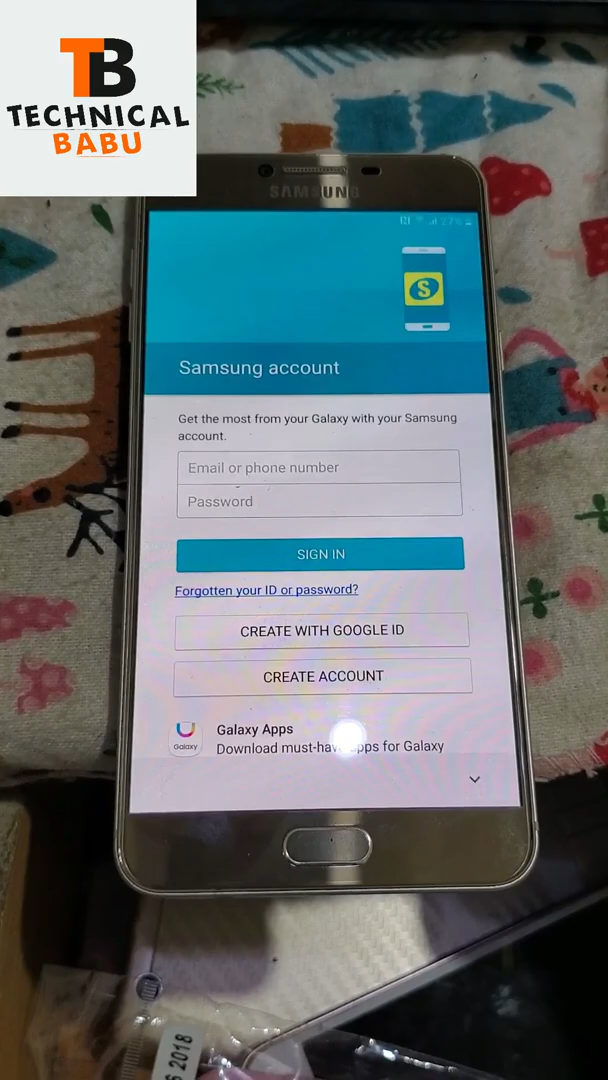 TB
TECHNICAL
BABU
SAMSUNG
27%
S
Samsung account
Get the most from your Galaxy with your Samsung
account.
Email or phone number
Password
SIGN IN
Forgotten your ID or password?
CREATE WITH GOOGLE ID
CREATE ACCOUNT
Galaxy Apps
Galaxy
Download must-have apps for Galaxy
2018